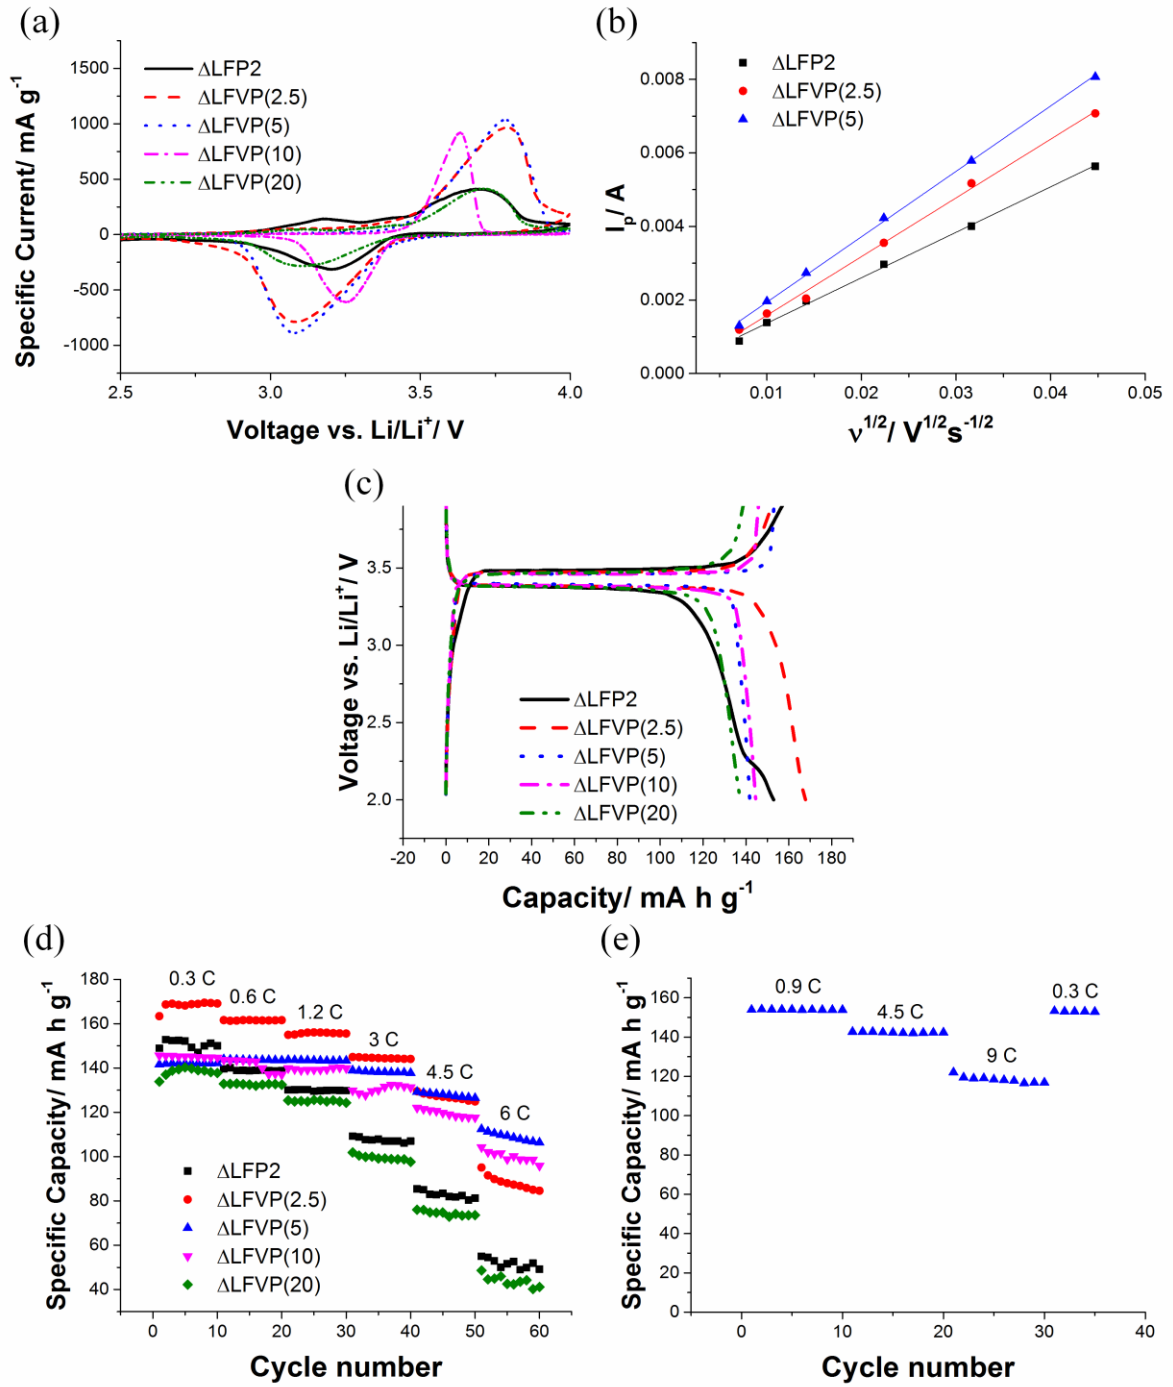 (a)
1500
1000
500
0
-500
-1000
Specific Current/ mA g⁻¹
ΔLFP2
ΔLFVP(2.5)
ΔLFVP(5)
ΔLFVP(10)
ΔLFVP(20)
2.5 3.0 3.5 4.0
Voltage vs. Li/Li⁺/ V
(b)
0.008
0.006
0.004
0.002
0.000
Iₚ/ A
ΔLFP2
ΔLFVP(2.5)
ΔLFVP(5)
0.01 0.02 0.03 0.04 0.05
ν¹ᐟ²/ V¹ᐟ²s⁻¹ᐟ²
(c)
3.5
3.0
2.5
2.0
Voltage vs. Li/Li⁺/ V
ΔLFP2
ΔLFVP(2.5)
ΔLFVP(5)
ΔLFVP(10)
ΔLFVP(20)
-20 0 20 40 60 80 100 120 140 160 180
Capacity/ mA h g⁻¹
(d)
180
160
140
120
100
80
60
40
Specific Capacity/ mA h g⁻¹
0.3 C
0.6 C
1.2 C
3 C
4.5 C
6 C
ΔLFP2
ΔLFVP(2.5)
ΔLFVP(5)
ΔLFVP(10)
ΔLFVP(20)
0 10 20 30 40 50 60
Cycle number
(e)
160
140
120
100
80
60
40
20
0
Specific Capacity/ mA h g⁻¹
0.9 C
4.5 C
9 C
0.3 C
0 10 20 30 40
Cycle number